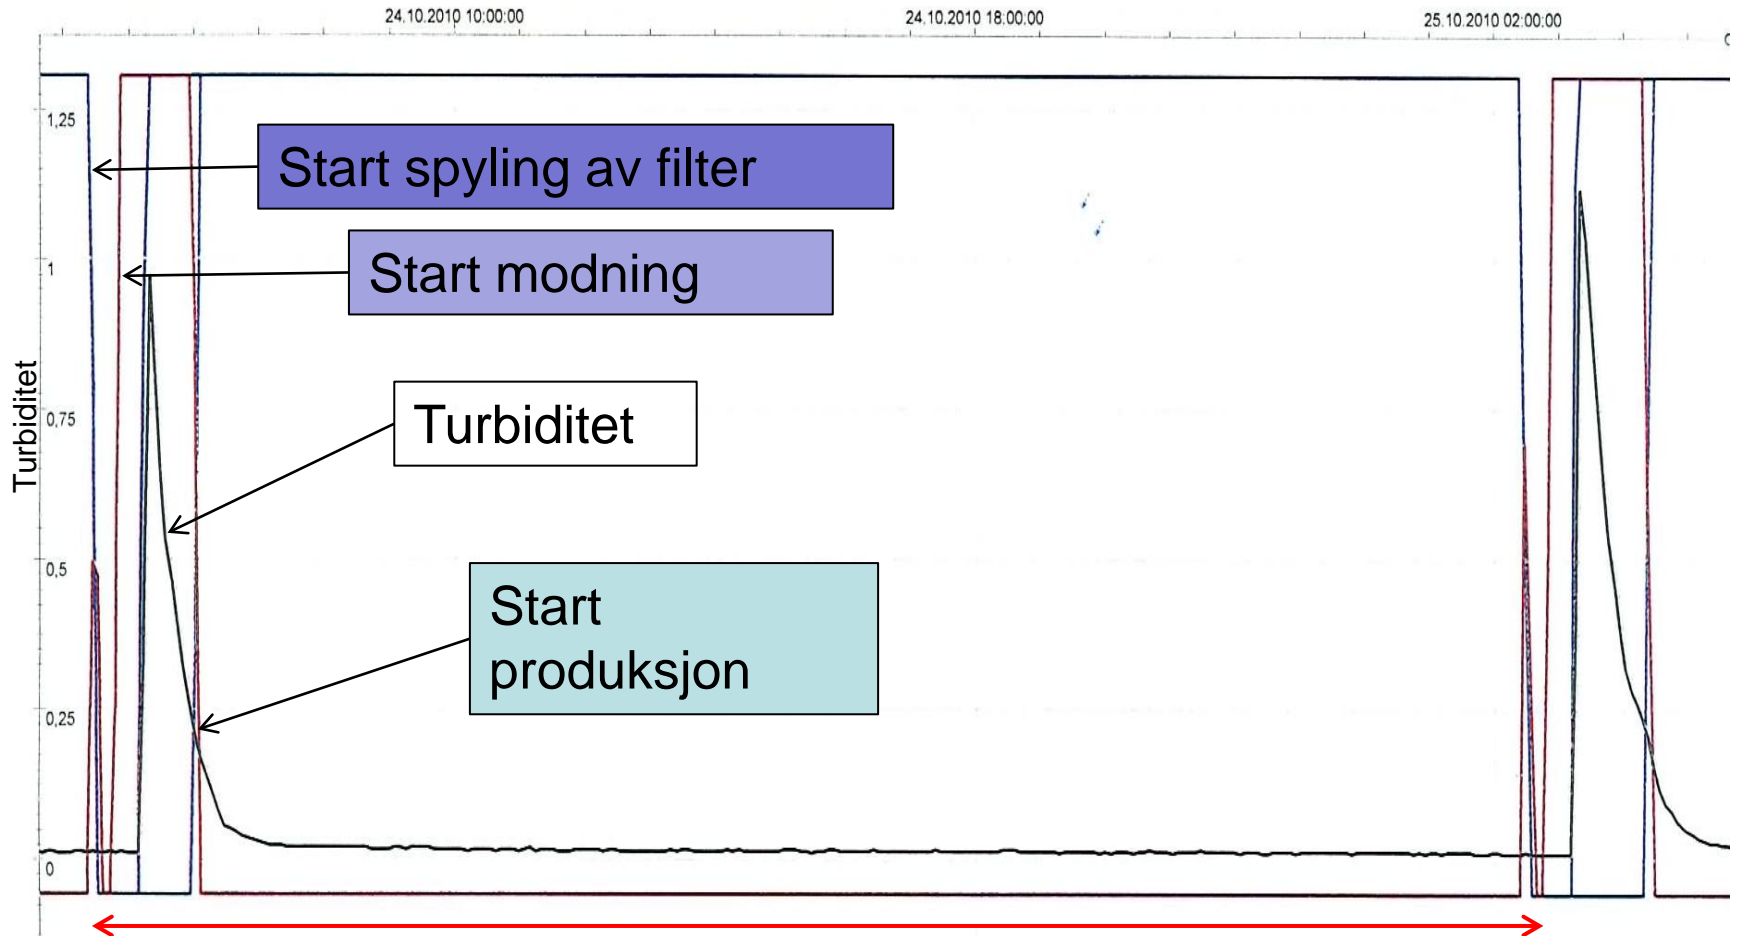 24.10.2010 10:00:00
24.10.2010 18:00:00
25.10.2010 02:00:00
1,25
Start spyling av filter
1
Start modning
0,75
Turbiditet
Turbiditet
0,5
Start
produksjon
0,25
0